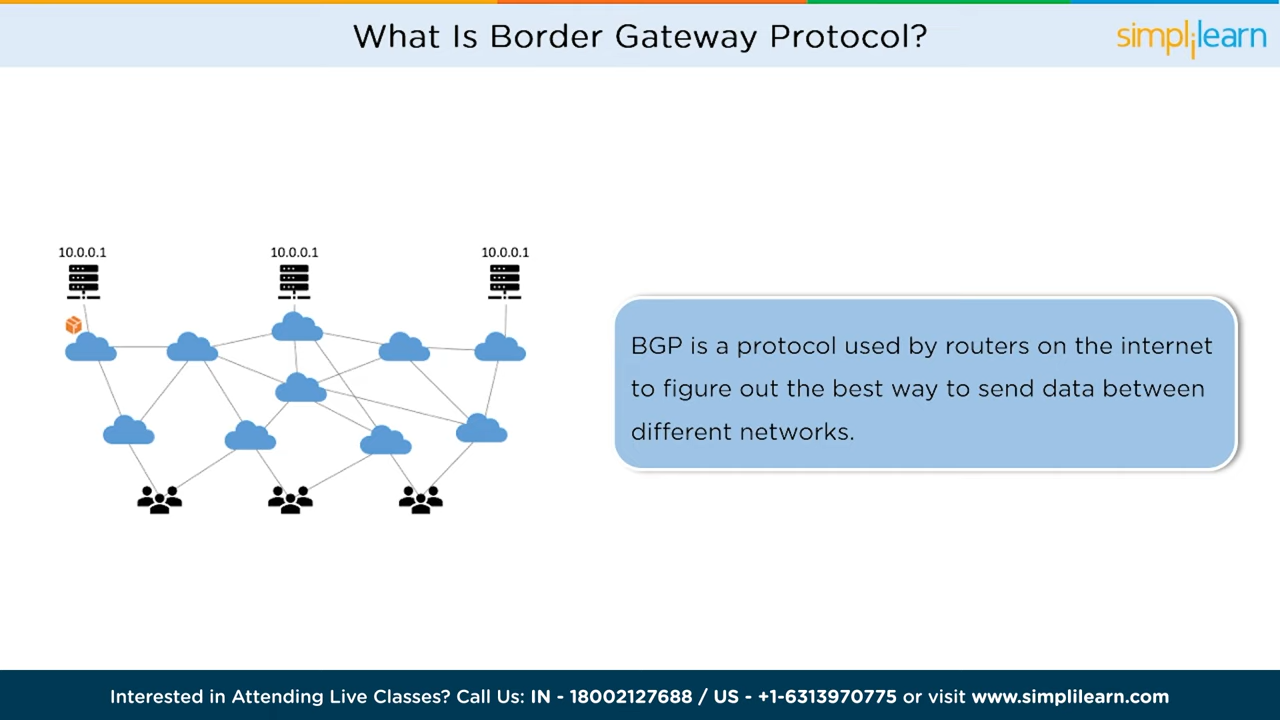 What Is Border Gateway Protocol?
simplilearn
10.0.0.1
10.0.0.1
10.0.0.1
BGP is a protocol used by routers on the internet
to figure out the best way to send data between
different networks.
Interested in Attending Live Classes? Call Us: IN - 18002127688 / US - +1-6313970775 or visit www.simplilearn.com